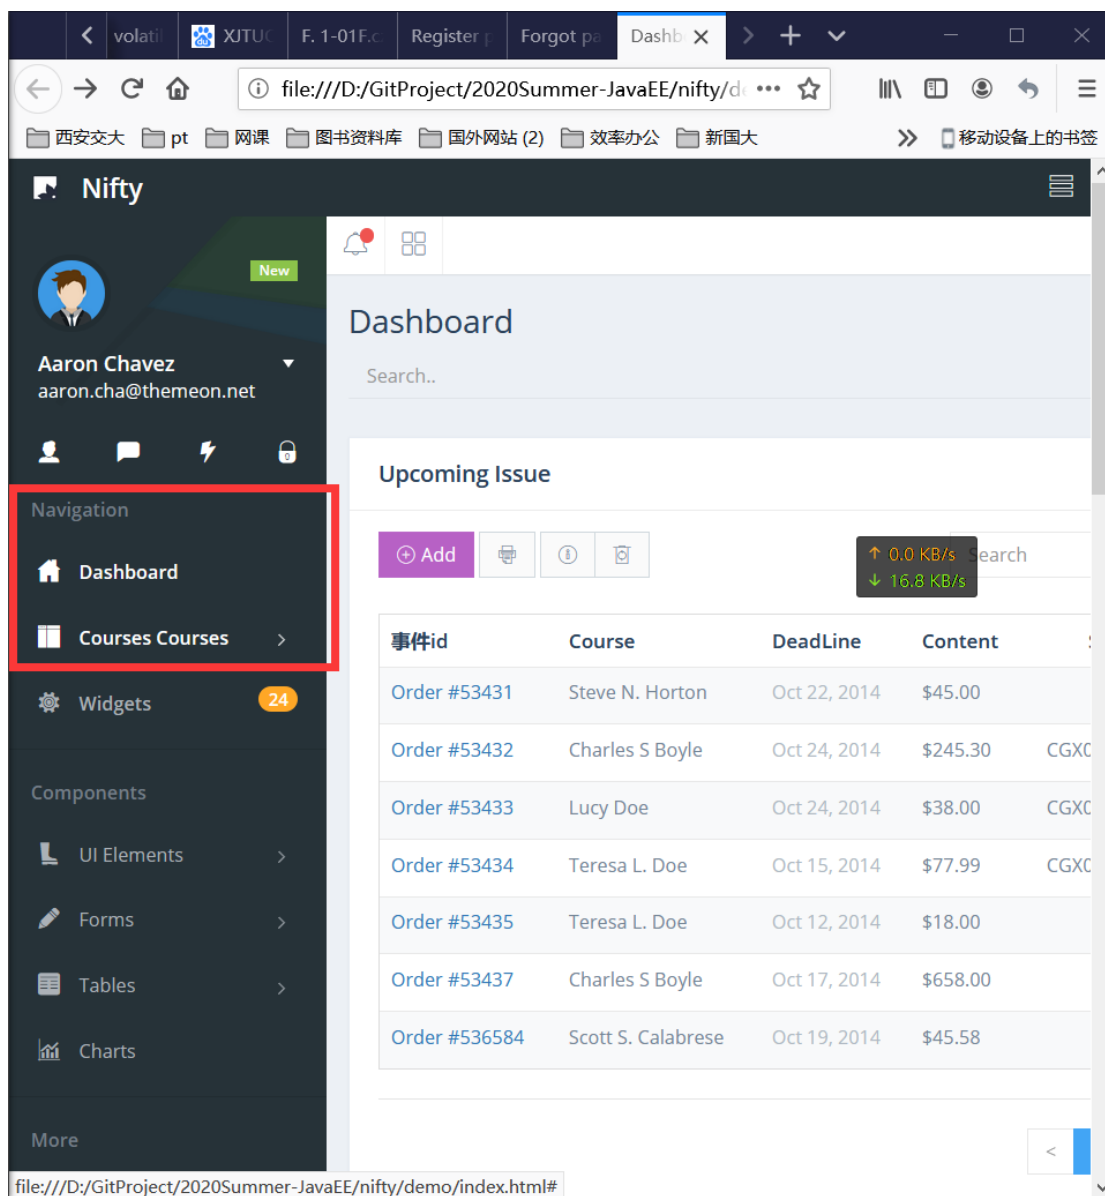 volati XJTUC F. 1-01F.c Register p Forgot pa Dashb
file:///D:/GitProject/2020Summer-JavaEE/nifty/de
西安交大 pt 网课 图书资料库 国外网站 (2) 效率办公 新国大 移动设备上的书签
Nifty
New
Aaron Chavez
aaron.cha@themeon.net
Navigation
Dashboard
Courses Courses
Widgets 24
Components
UI Elements
Forms
Tables
Charts
More
Dashboard
Search..
Upcoming Issue
Add
Search
↑ 0.0 KB/s
↓ 16.8 KB/s
事件id Course DeadLine Content
Order #53431 Steve N. Horton Oct 22, 2014 $45.00
Order #53432 Charles S Boyle Oct 24, 2014 $245.30 CGX0
Order #53433 Lucy Doe Oct 24, 2014 $38.00 CGX0
Order #53434 Teresa L. Doe Oct 15, 2014 $77.99 CGX0
Order #53435 Teresa L. Doe Oct 12, 2014 $18.00
Order #53437 Charles S Boyle Oct 17, 2014 $658.00
Order #536584 Scott S. Calabrese Oct 19, 2014 $45.58
<
file:///D:/GitProject/2020Summer-JavaEE/nifty/demo/index.html#